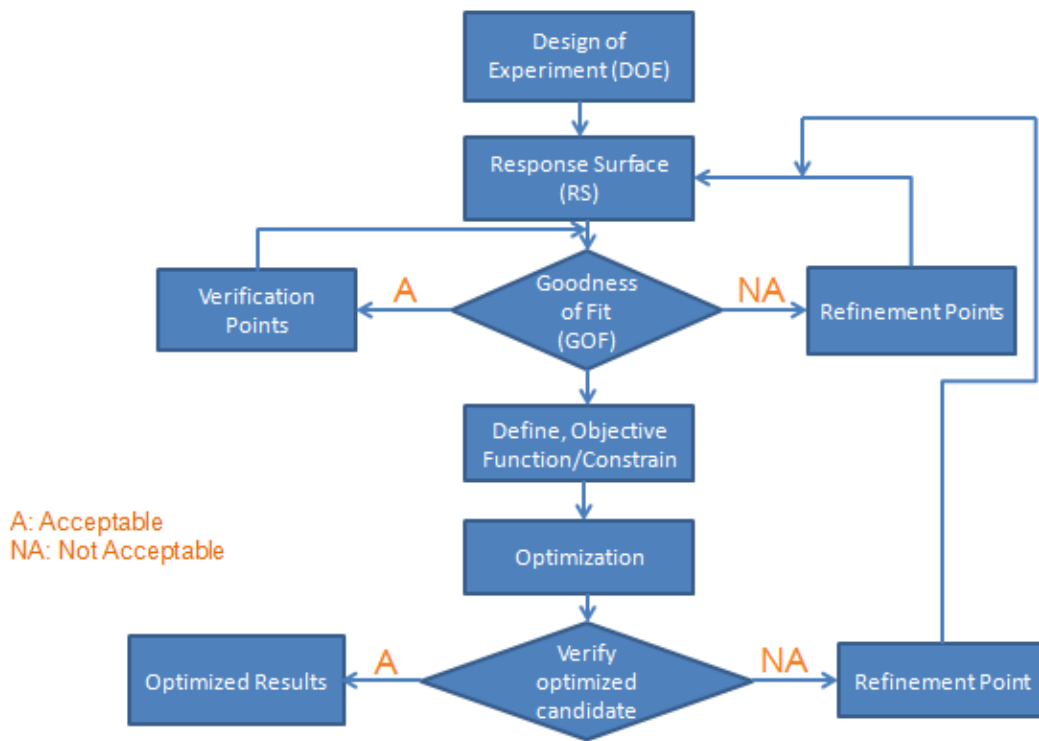 Design of
Experiment (DOE)
Response Surface
(RS)
Verification
Points
A
Goodness
of Fit
(GOF)
NA
Refinement Points
Define, Objective
Function/Constrain
A: Acceptable
NA: Not Acceptable
Optimization
Optimized Results
A
Verify
optimized
candidate
NA
Refinement Point